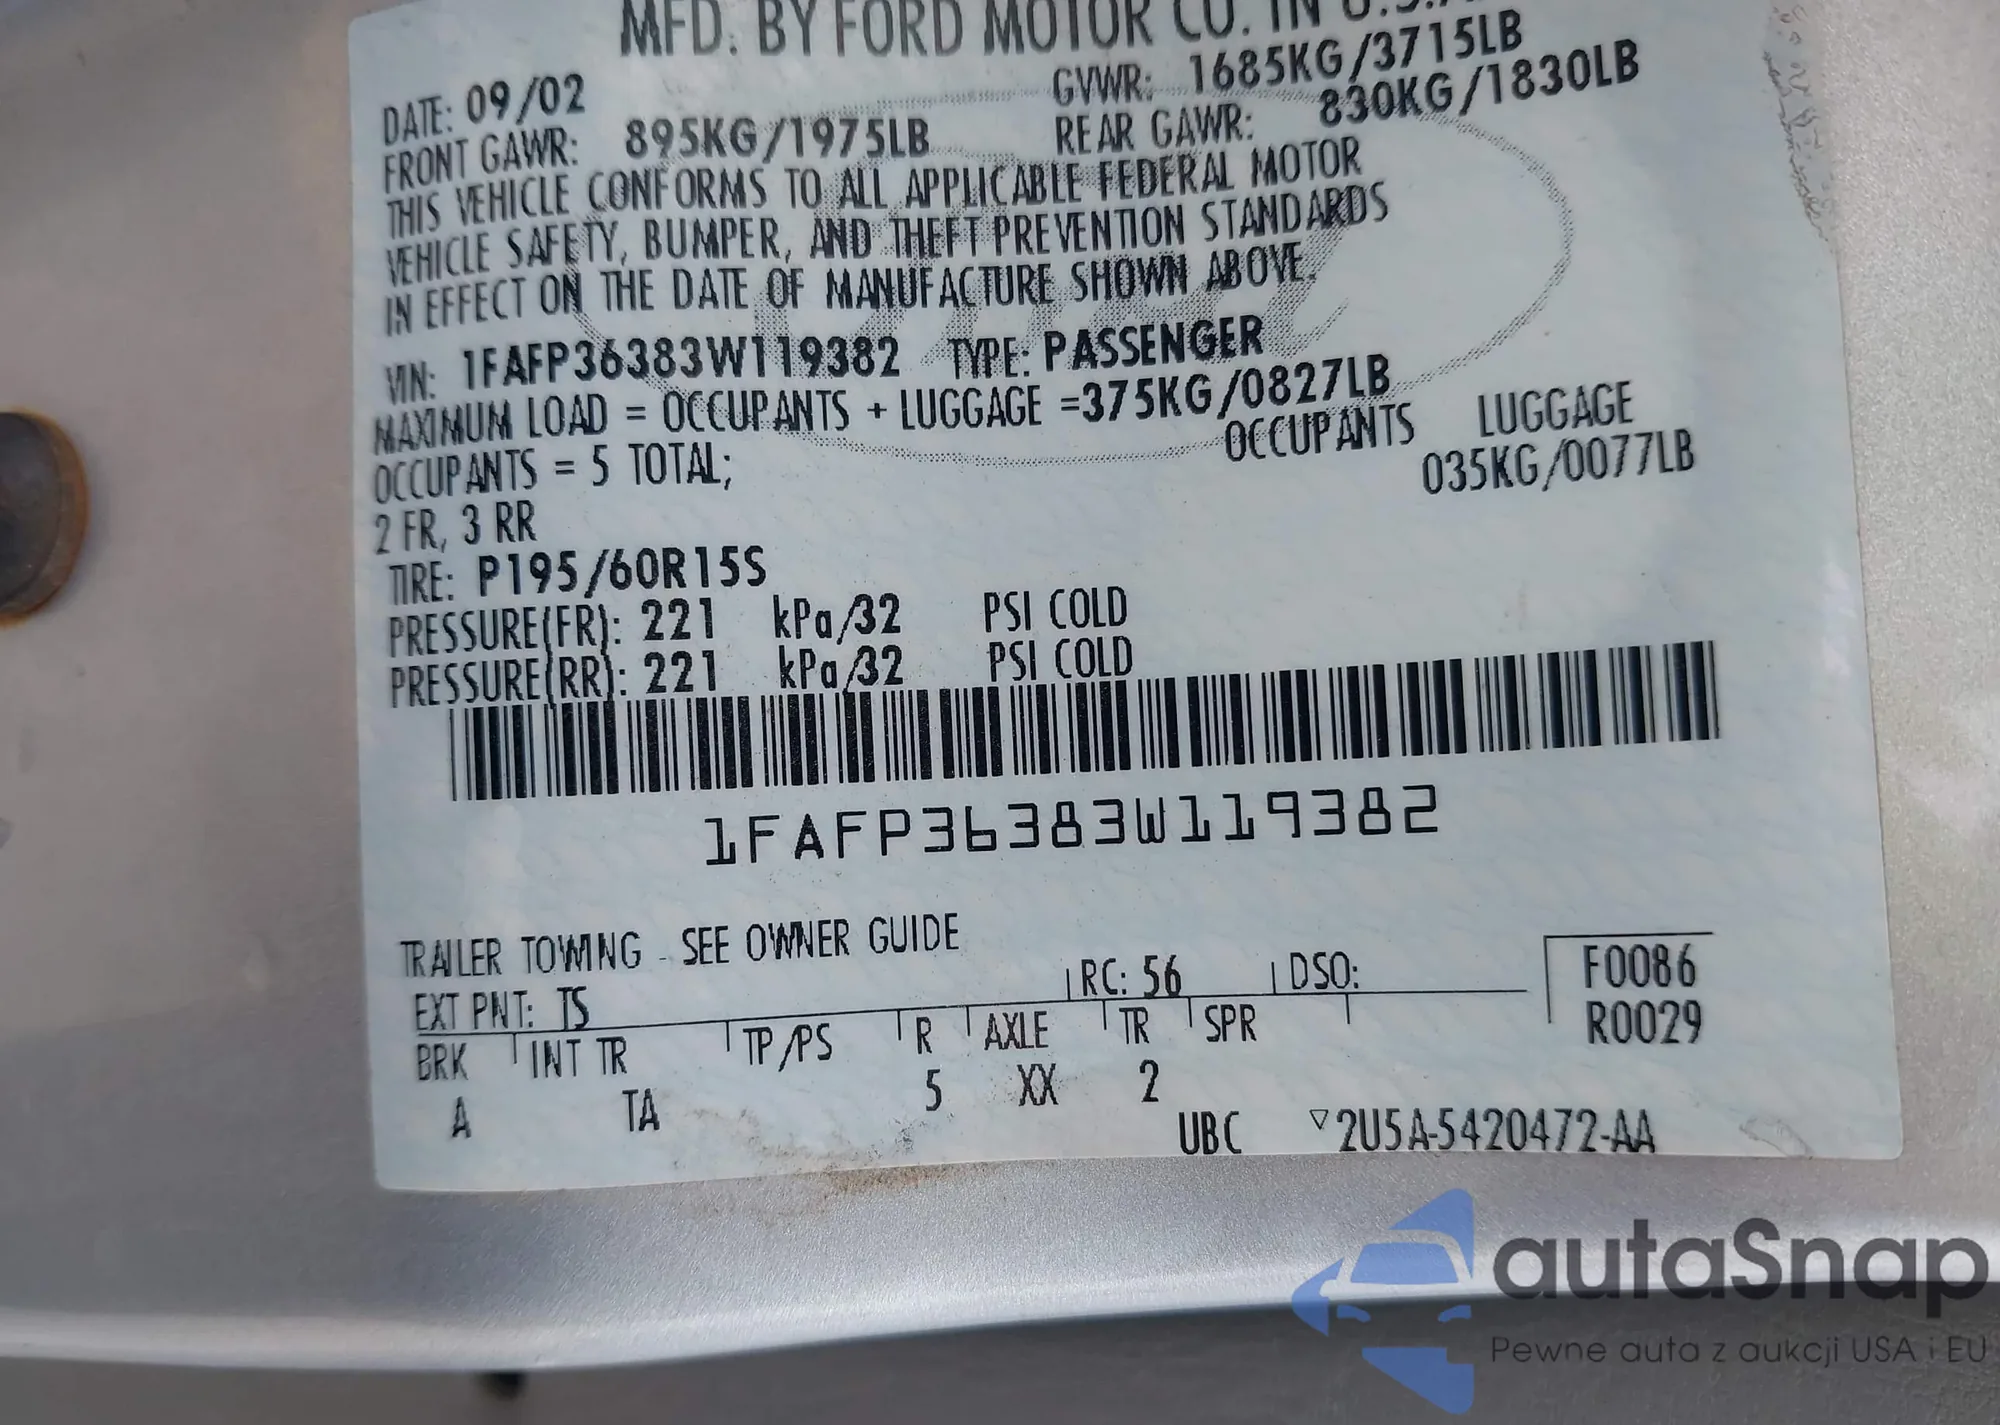 MFD. BY FORD MOTOR CO. IN U.S.A.
DATE: 09/02 GVWR: 1685KG/3715LB
FRONT GAWR: 895KG/1975LB REAR GAWR: 830KG/1830LB
THIS VEHICLE CONFORMS TO ALL APPLICABLE FEDERAL MOTOR
VEHICLE SAFETY, BUMPER, AND THEFT PREVENTION STANDARDS
IN EFFECT ON THE DATE OF MANUFACTURE SHOWN ABOVE.
VIN: 1FAFP36383W119382 TYPE: PASSENGER
MAXIMUM LOAD = OCCUPANTS + LUGGAGE =375KG/0827LB
OCCUPANTS = 5 TOTAL; OCCUPANTS LUGGAGE
2 FR, 3 RR 035KG/0077LB
TIRE: P195/60R15S
PRESSURE(FR): 221 kPa/32 PSI COLD
PRESSURE(RR): 221 kPa/32 PSI COLD
1FAFP36383W119382
TRAILER TOWING - SEE OWNER GUIDE
EXT PNT: TS RC: 56 DSO: F0086
BRK INT TR TP/PS R AXLE TR SPR R0029
A TA 5 XX 2
UBC ▽2U5A-5420472-AA
autaSnap
Pewne auta z aukcji USA i EU